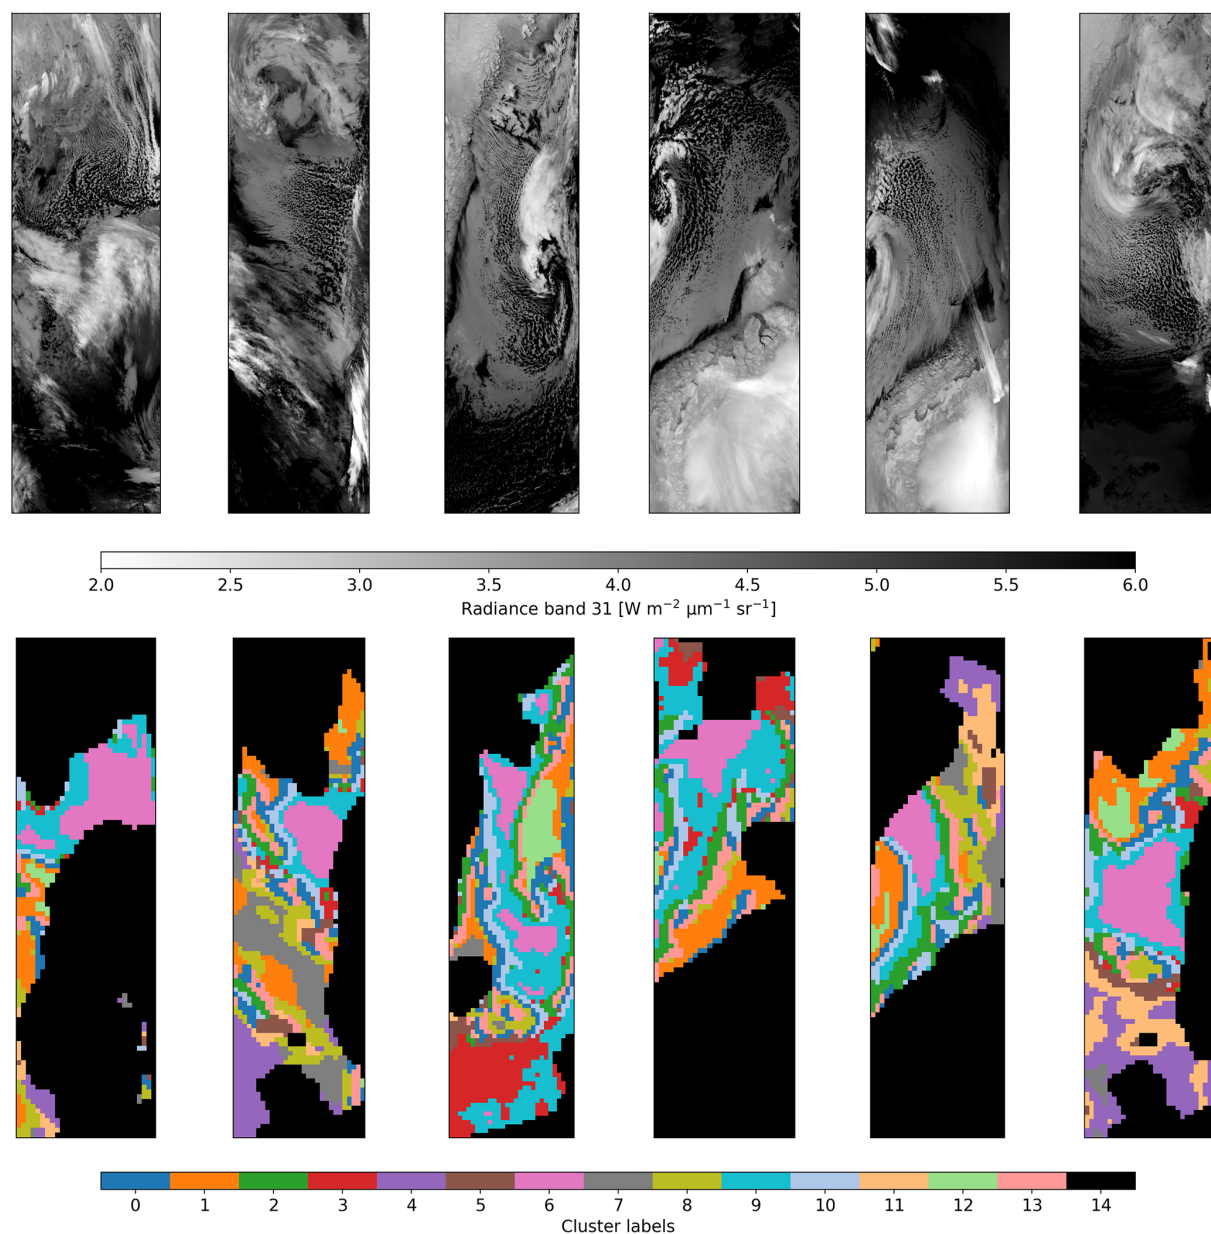 2.0 2.5 3.0 3.5 4.0 4.5 5.0 5.5 6.0
Radiance band 31 [W m⁻² μm⁻¹ sr⁻¹]
0 1 2 3 4 5 6 7 8 9 10 11 12 13 14
Cluster labels